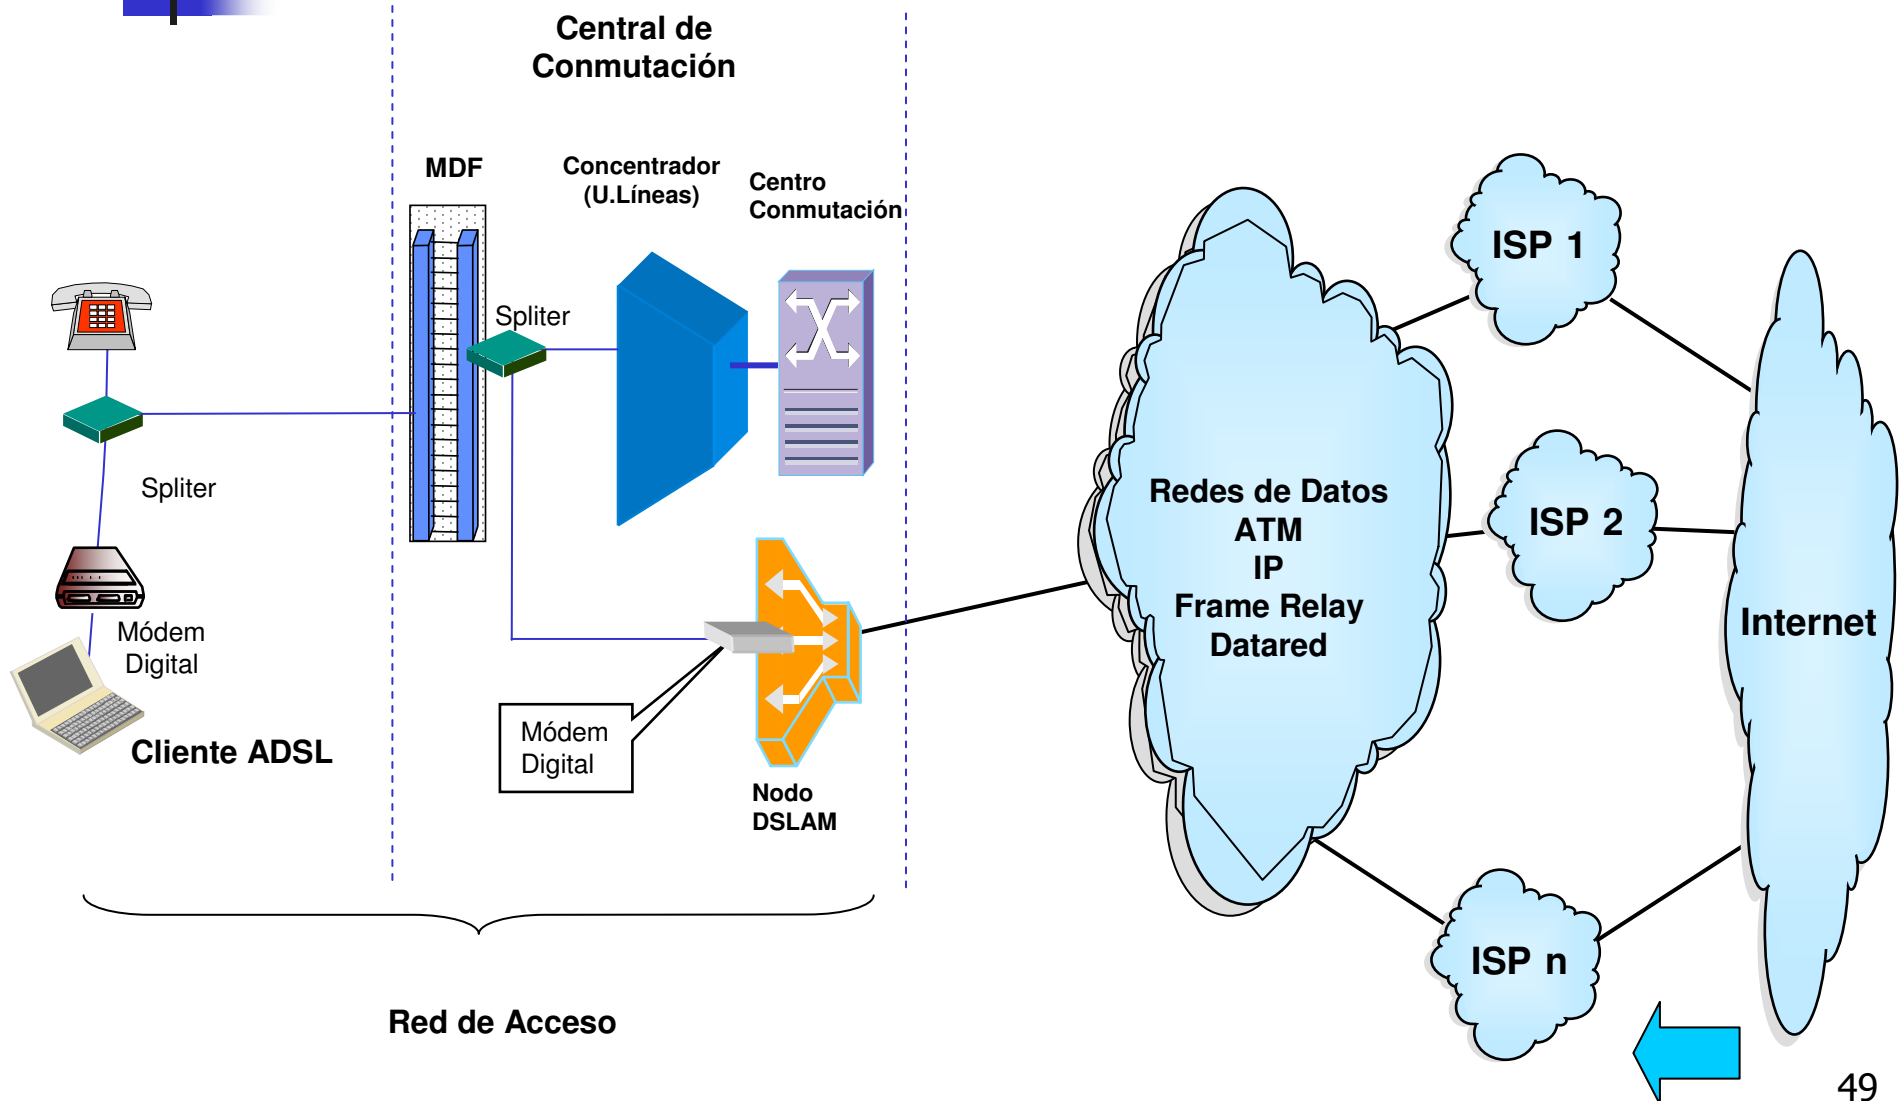 Central de
Conmutación
MDF
Concentrador
(U.Líneas)
Centro
Conmutación
Spliter
Spliter
Módem
Digital
Cliente ADSL
Módem
Digital
Nodo
DSLAM
Red de Acceso
Redes de Datos
ATM
IP
Frame Relay
Datared
ISP 1
ISP 2
ISP n
Internet
49